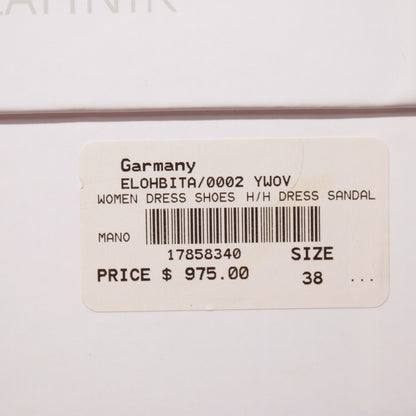 Garmany
ELOHBITA/0002 YWOV
WOMEN DRESS SHOES H/H DRESS SANDAL
MANO
17858340 SIZE
PRICE $ 975.00 38 ...